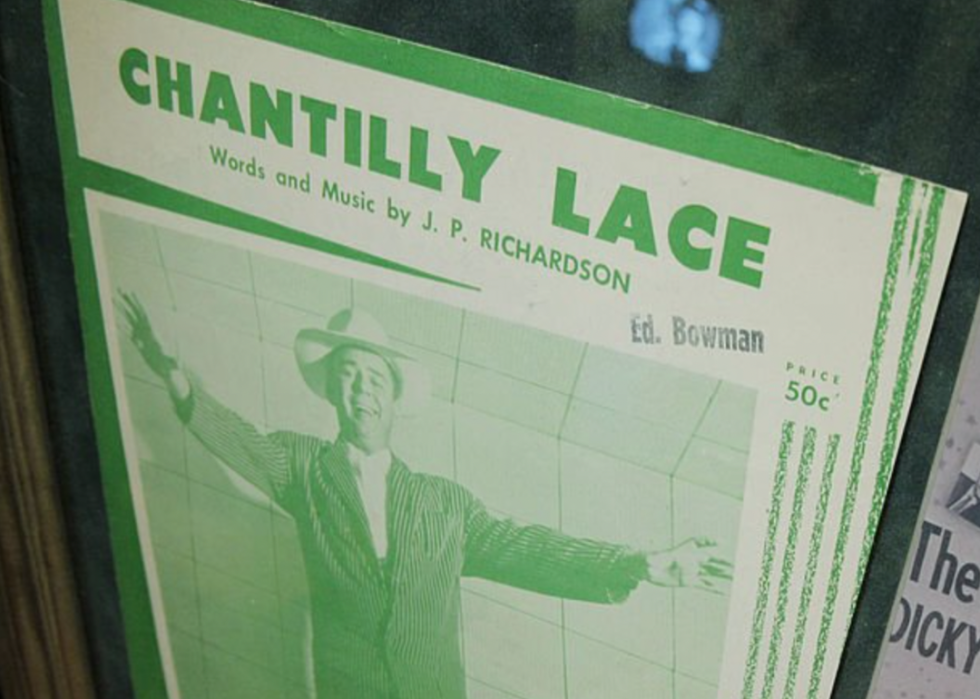 CHANTILLY LACE
Words and Music by J. P. RICHARDSON
Ed. Bowman
PRICE
50c
The
DICKY